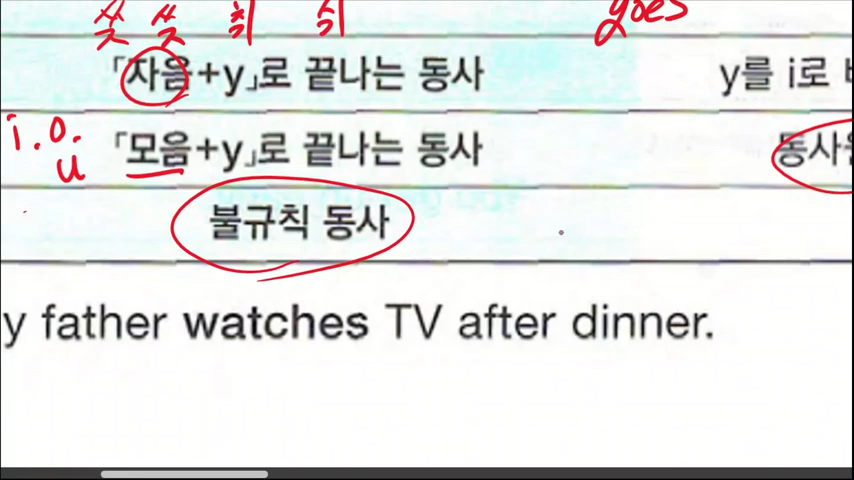 goes
「자음+y」로 끝나는 동사 y를 i로
i.o.
u
「모음+y」로 끝나는 동사 동사
불규칙 동사
y father watches TV after dinner.